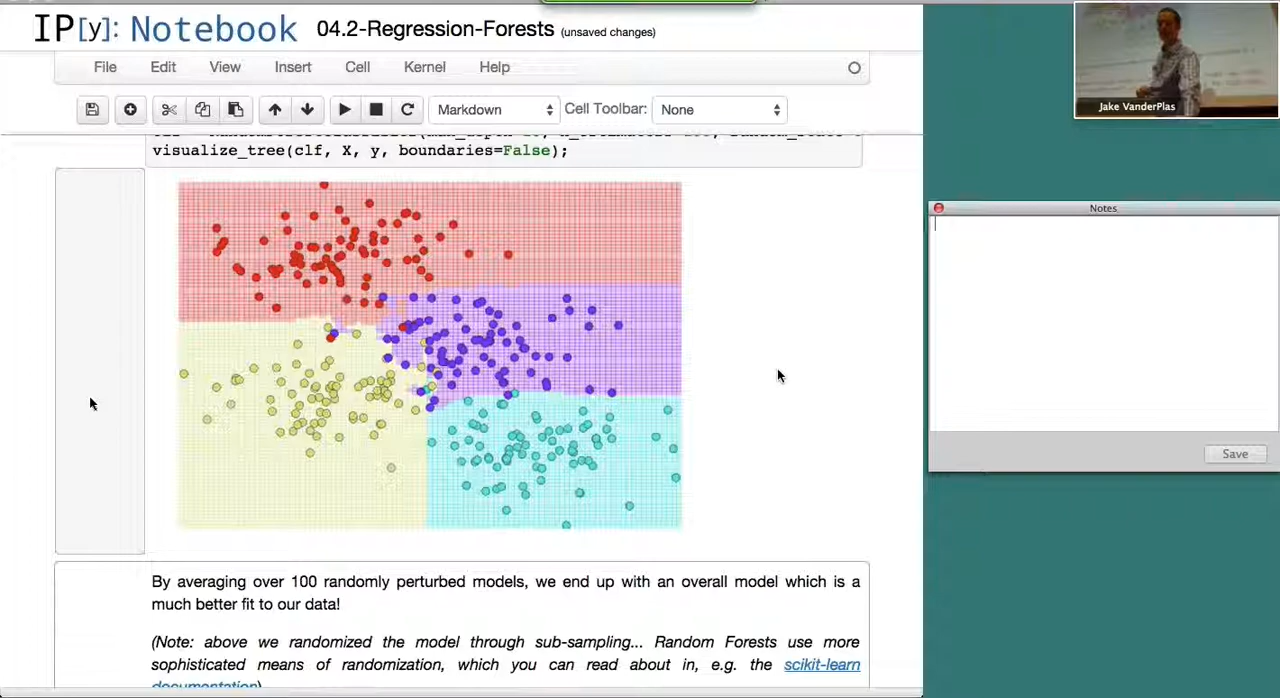 IP[y]: Notebook 04.2-Regression-Forests (unsaved changes)
File Edit View Insert Cell Kernel Help
Markdown Cell Toolbar: None
visualize_tree(clf, X, y, boundaries=False);
By averaging over 100 randomly perturbed models, we end up with an overall model which is a
much better fit to our data!
(Note: above we randomized the model through sub-sampling... Random Forests use more
sophisticated means of randomization, which you can read about in, e.g. the scikit-learn
documentation)
Jake VanderPlas
Notes
Save